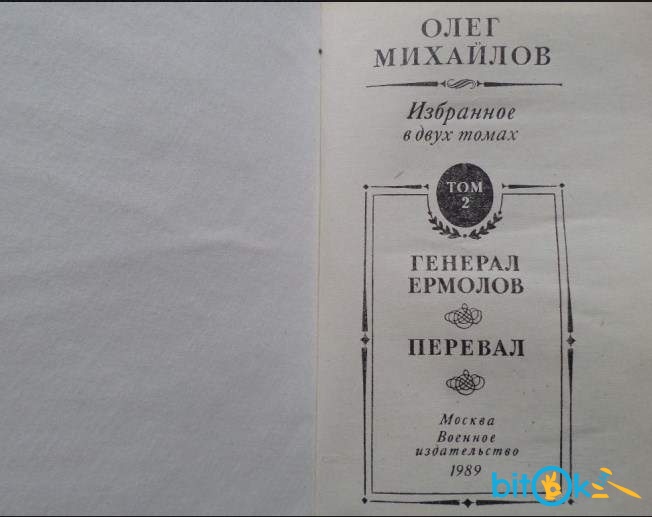 ОЛЕГ
МИХАЙЛОВ
Избранное
в двух томах
ТОМ
2
ГЕНЕРАЛ
ЕРМОЛОВ
ПЕРЕВАЛ
Москва
Военное
издательство
1989
bitok